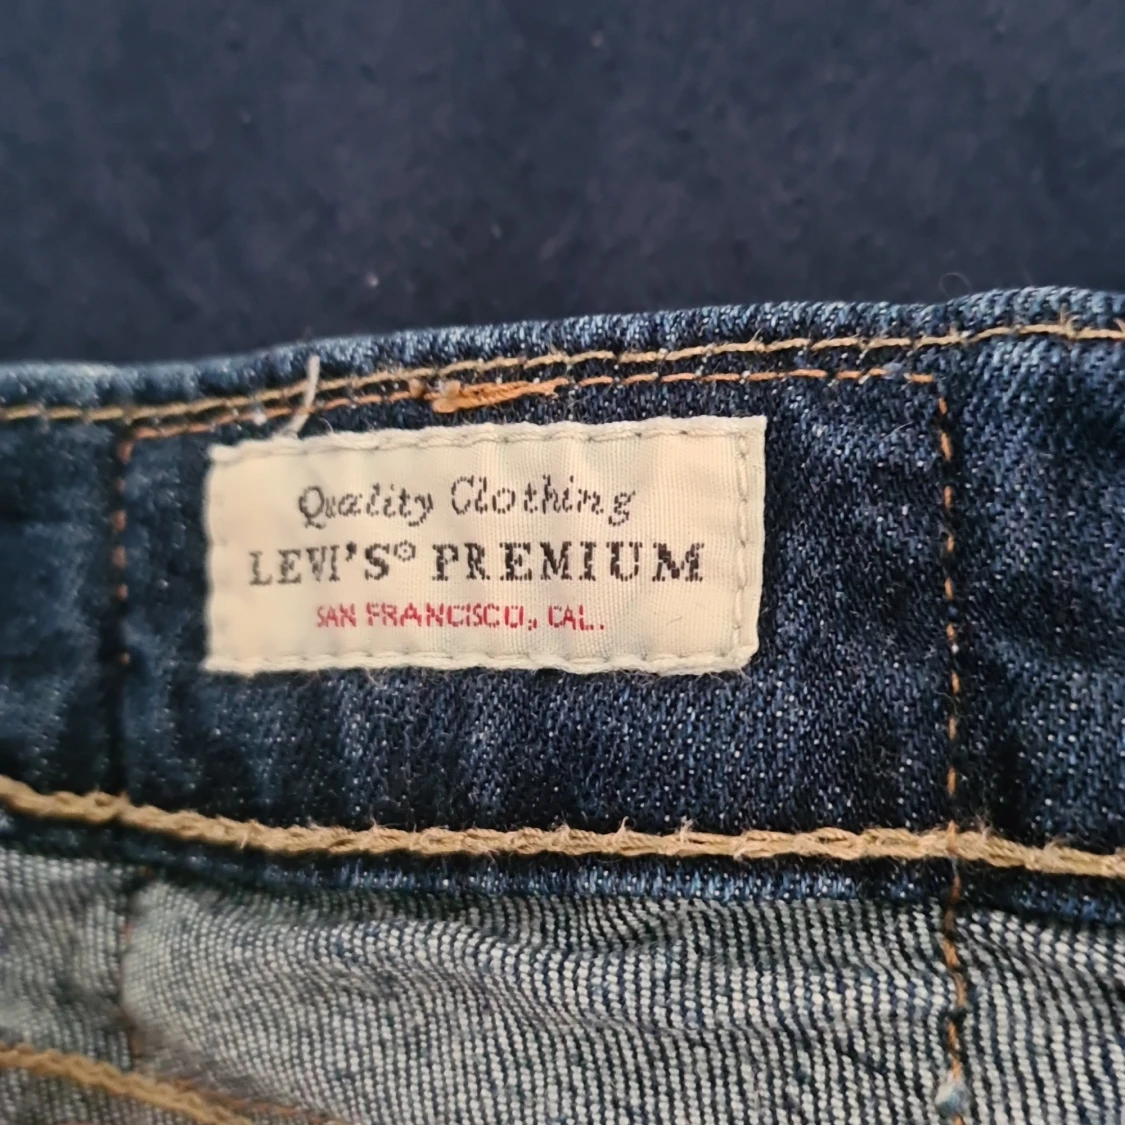 Quality Clothing
LEVI'S® PREMIUM
SAN FRANCISCO, CAL.